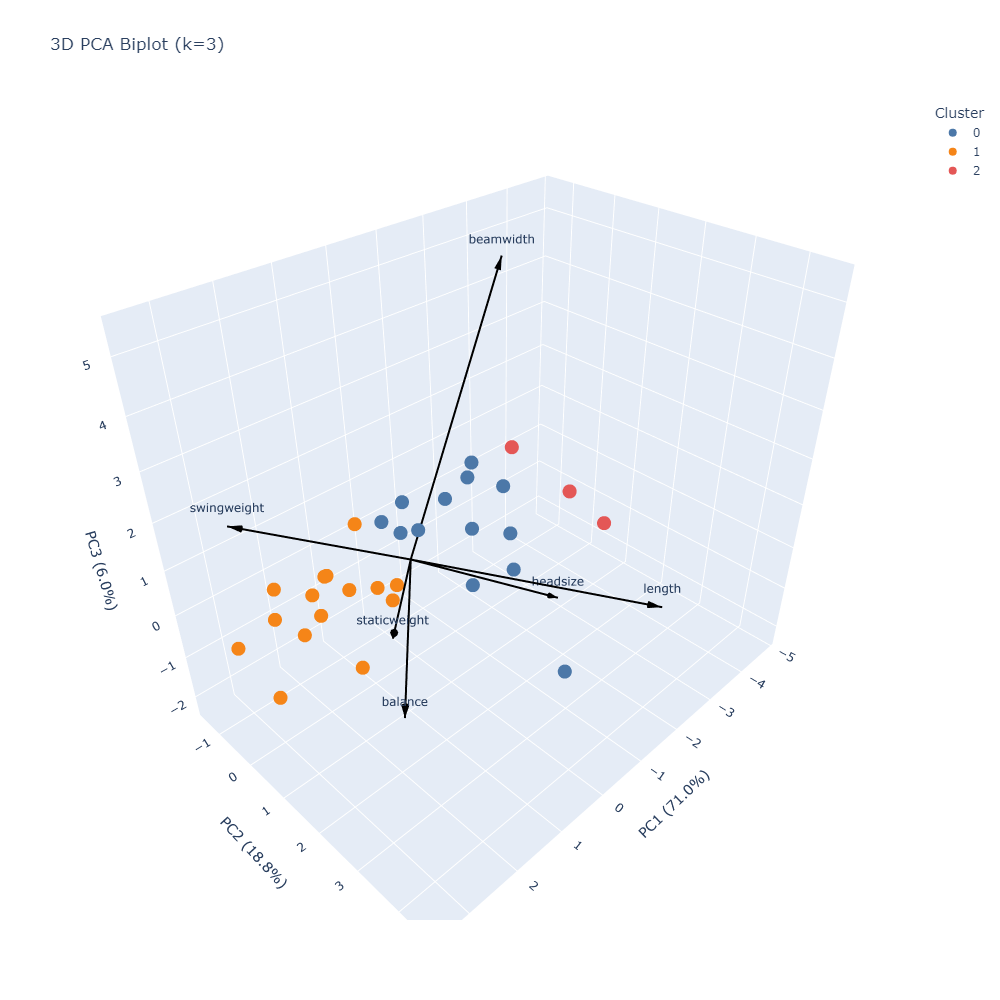 3D PCA Biplot (k=3)
Cluster
0
1
2
beamwidth
swingweight
headsize
length
staticweight
balance
5
4
3
2
1
0
−1
−2
PC3 (6.0%)
−1
0
1
2
3
PC2 (18.8%)
−5
−4
−3
−2
−1
0
1
2
PC1 (71.0%)